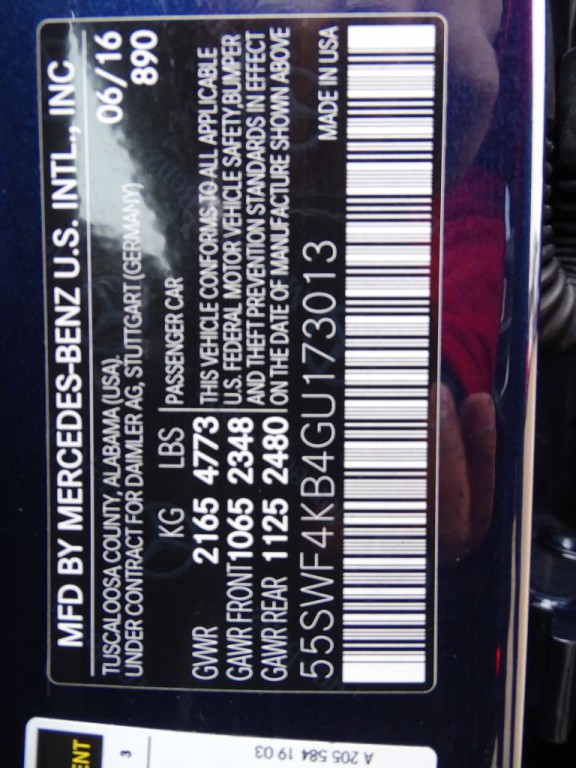 MFD BY MERCEDES-BENZ U.S. INTL., INC
TUSCALOOSA COUNTY, ALABAMA (USA). 06/16
UNDER CONTRACT FOR DAIMLER AG, STUTTGART (GERMANY) 890
KG LBS PASSENGER CAR
GWR 2165 4773 THIS VEHICLE CONFORMS TO ALL APPLICABLE
GAWR FRONT 1065 2348 U.S. FEDERAL MOTOR VEHICLE SAFETY,BUMPER
AND THEFT PREVENTION STANDARDS IN EFFECT
GAWR REAR 1125 2480 ON THE DATE OF MANUFACTURE SHOWN ABOVE
55SWF4KB4GU173013 MADE IN USA
ENT
3
A 205 584 19 03